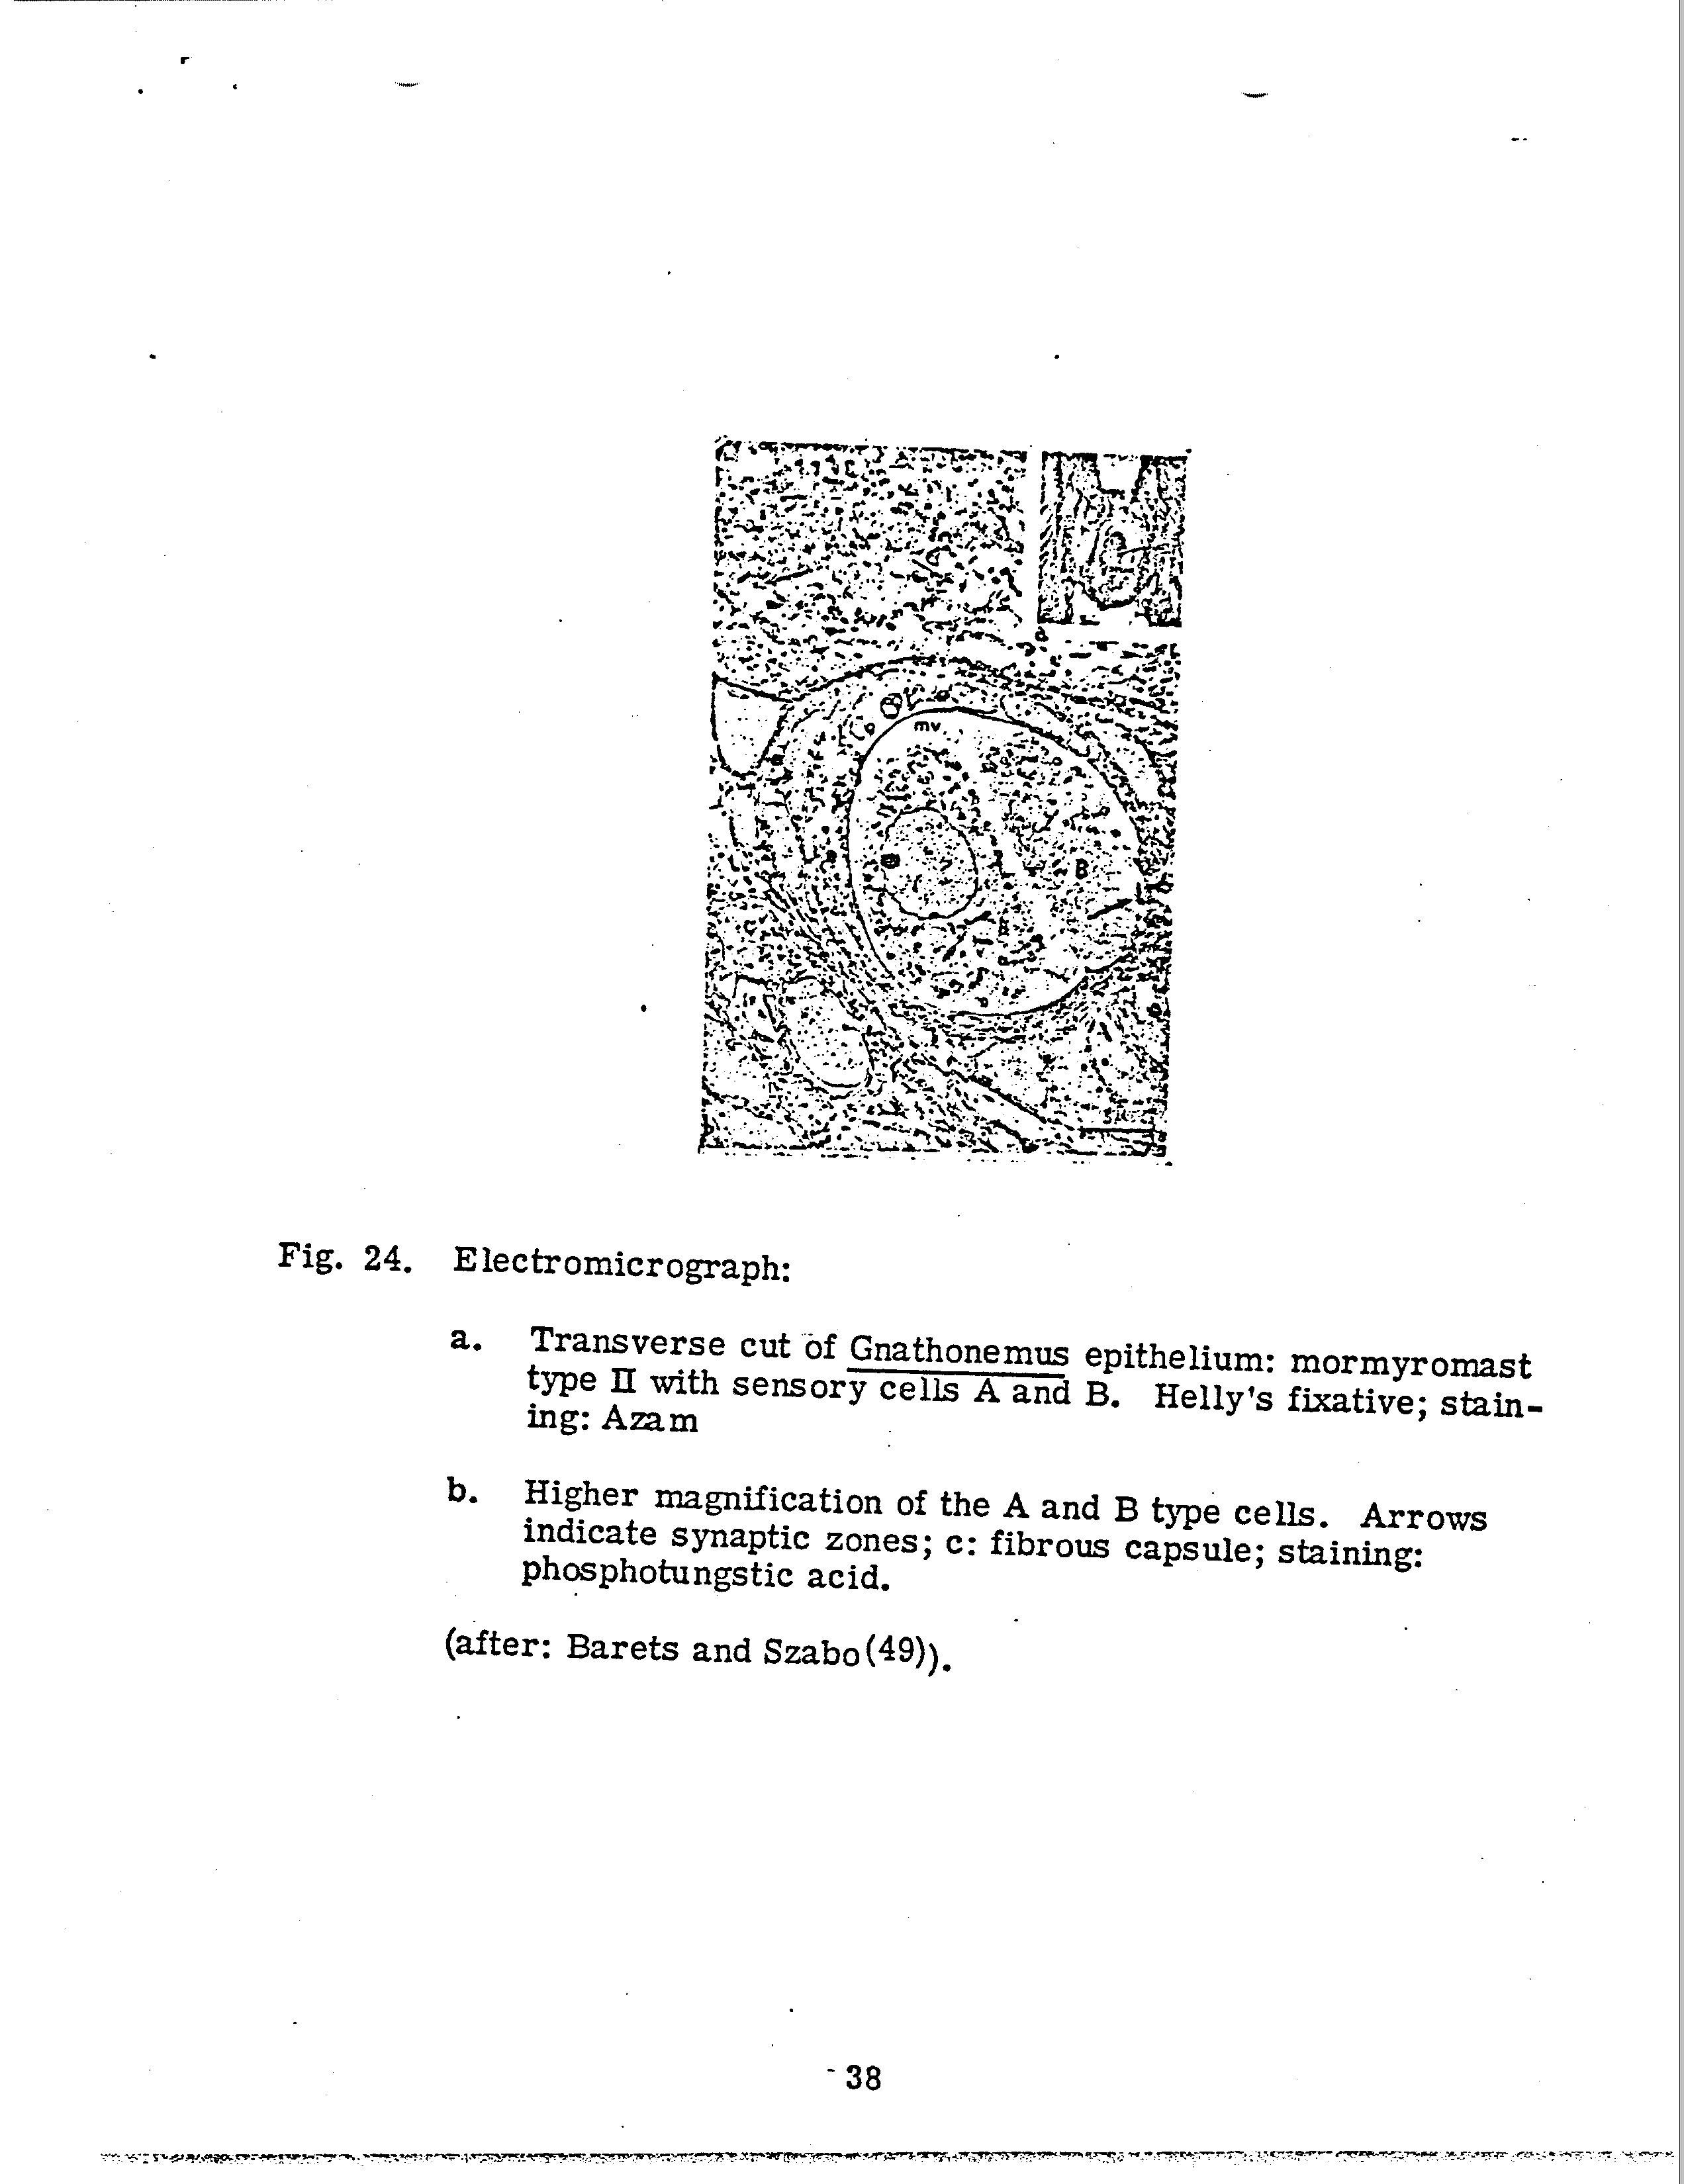 mv
B
Fig. 24. Electromicrograph:
a. Transverse cut of Gnathonemus epithelium: mormyromast
type II with sensory cells A and B. Helly's fixative; stain-
ing: Azam
b. Higher magnification of the A and B type cells. Arrows
indicate synaptic zones; c: fibrous capsule; staining:
phosphotungstic acid.
(after: Barets and Szabo(49)).
38